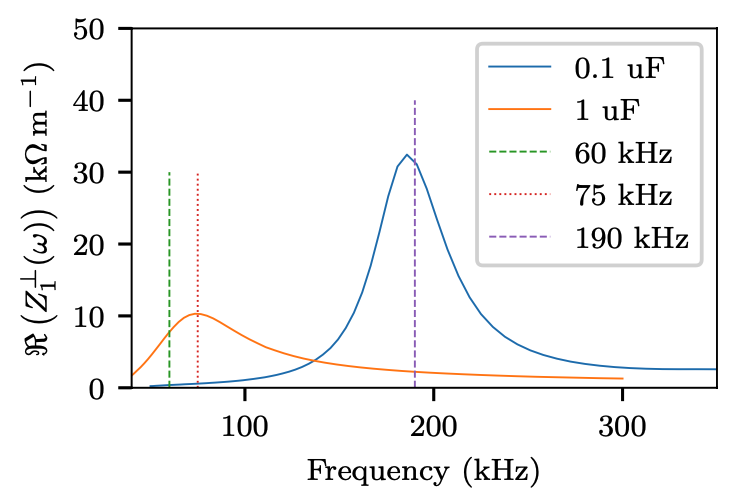 50
40
30
20
10
0
100
200
300
ℜ(Z₁^⊥(ω)) (kΩ m⁻¹)
Frequency (kHz)
0.1 uF
1 uF
60 kHz
75 kHz
190 kHz